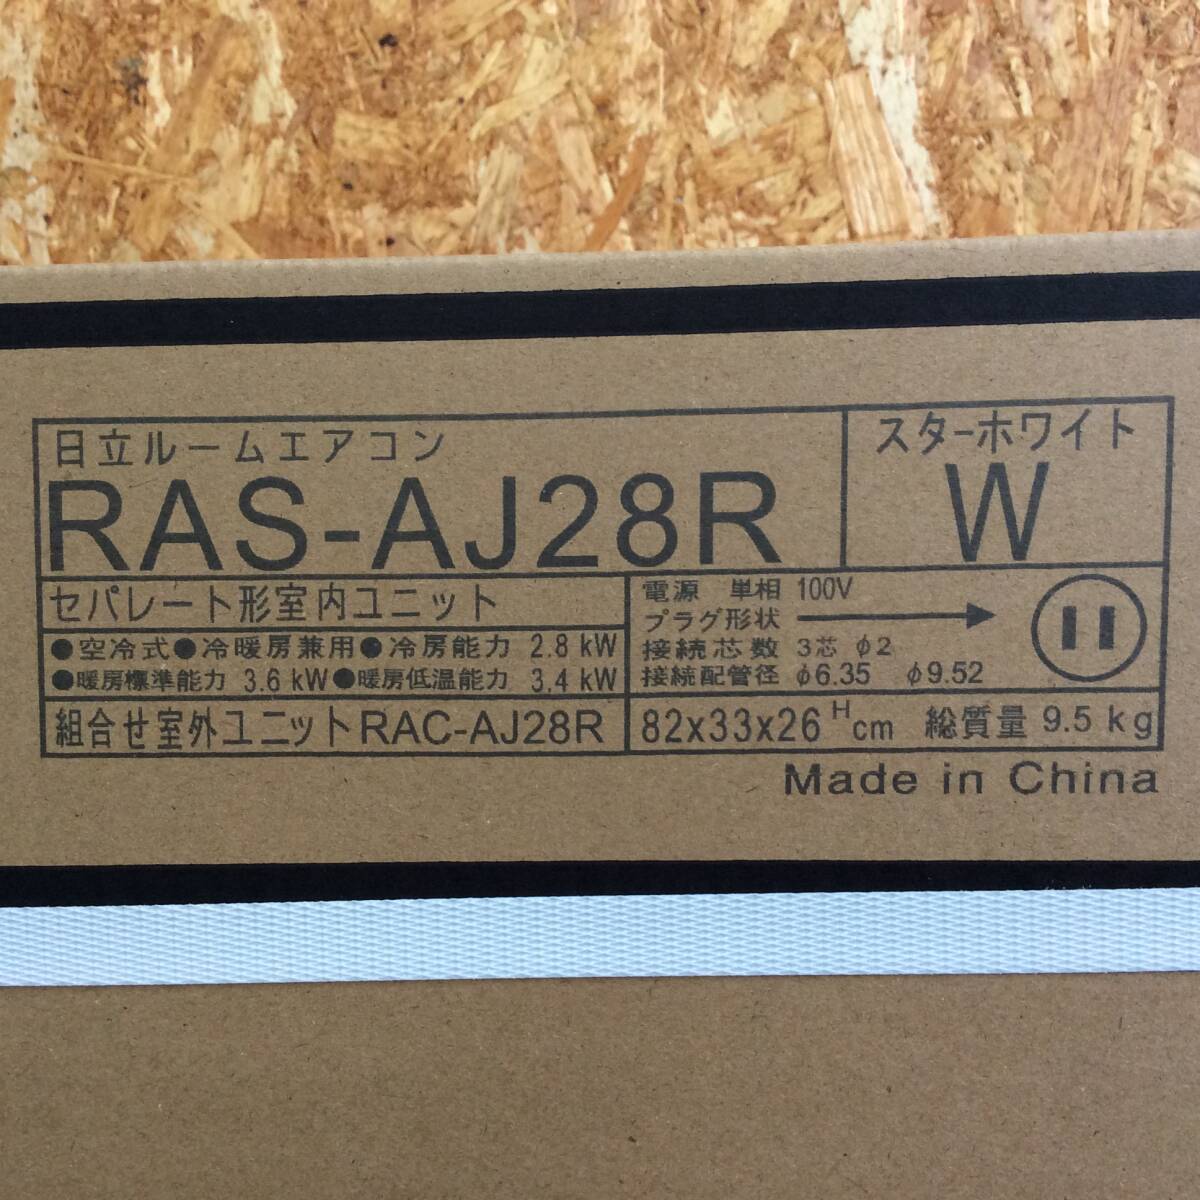 日立ルームエアコン
RAS-AJ28R
スターホワイト
W
セパレート形室内ユニット
●空冷式●冷暖房兼用●冷房能力 2.8 kW
●暖房標準能力 3.6 kW●暖房低温能力 3.4 kW
組合せ室外ユニットRAC-AJ28R
電源 単相 100V
プラグ形状
接続芯数 3芯 φ2
接続配管径 φ6.35 φ9.52
82x33x26ᴴcm 総質量 9.5 kg
Made in China